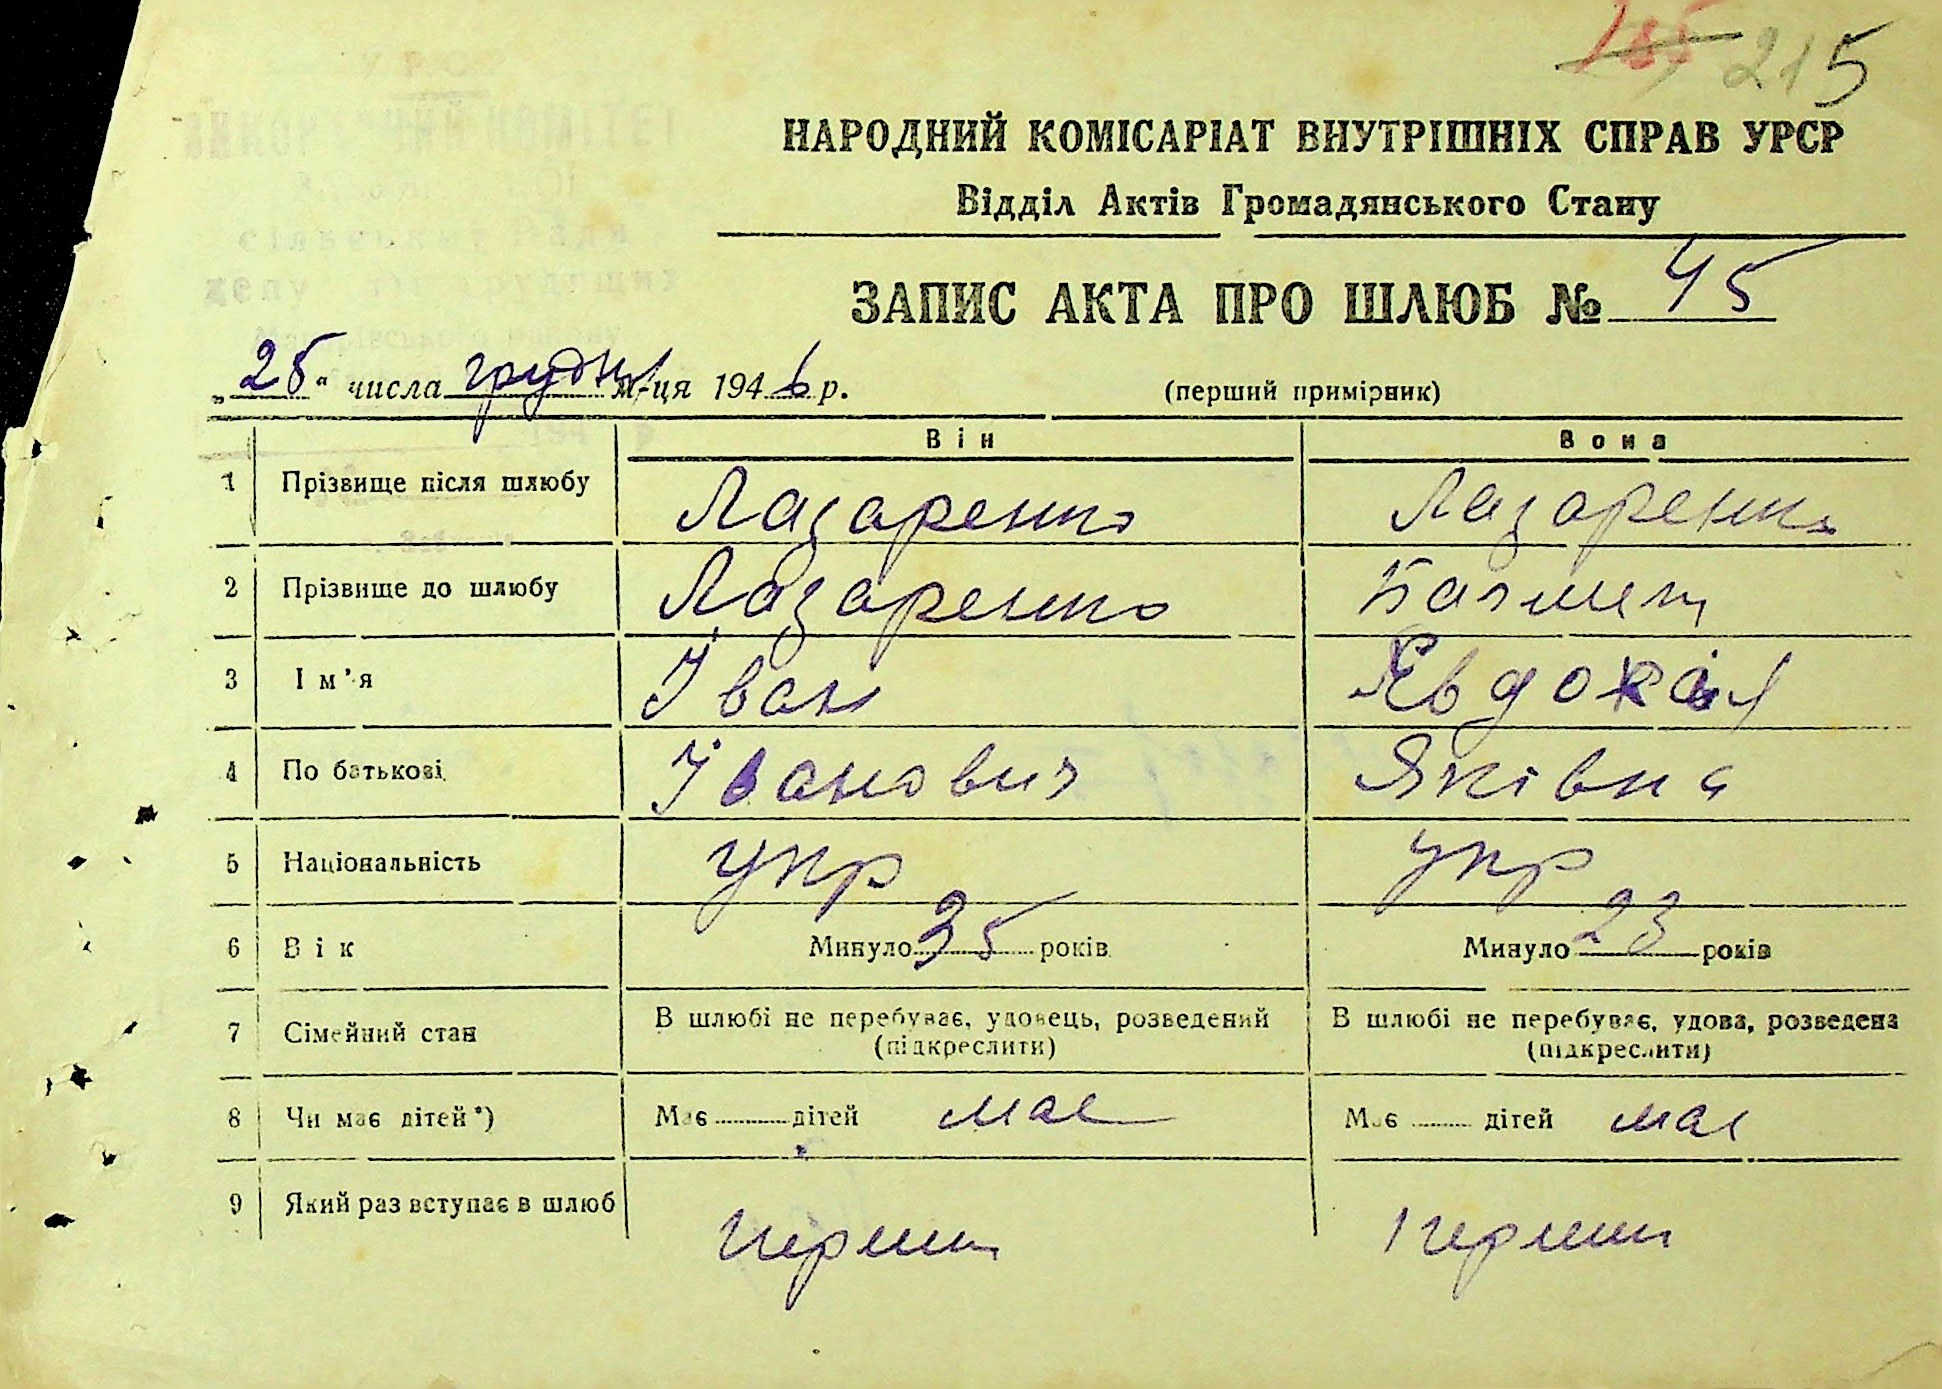 185 215
НАРОДНИЙ КОМІСАРІАТ ВНУТРІШНІХ СПРАВ УРСР
Відділ Актів Громадянського Стану
ЗАПИС АКТА ПРО ШЛЮБ № 45
„25“ числа грудня м-ця 1946 р. (перший примірник)
Він Вона
1 Прізвище після шлюбу Лазаренко Лазаренко
2 Прізвище до шлюбу Лазаренко
3 Ім'я Іван Євдокія
4 По батькові Іванович Яківна
5 Національність укр укр
6 Вік Минуло 35 років Минуло 23 років
7 Сімейний стан В шлюбі не перебуває, удовець, розведений (підкреслити) В шлюбі не перебуває, удова, розведена (підкреслити)
8 Чи має дітей*) Має дітей має Має дітей має
9 Який раз вступає в шлюб перший перший